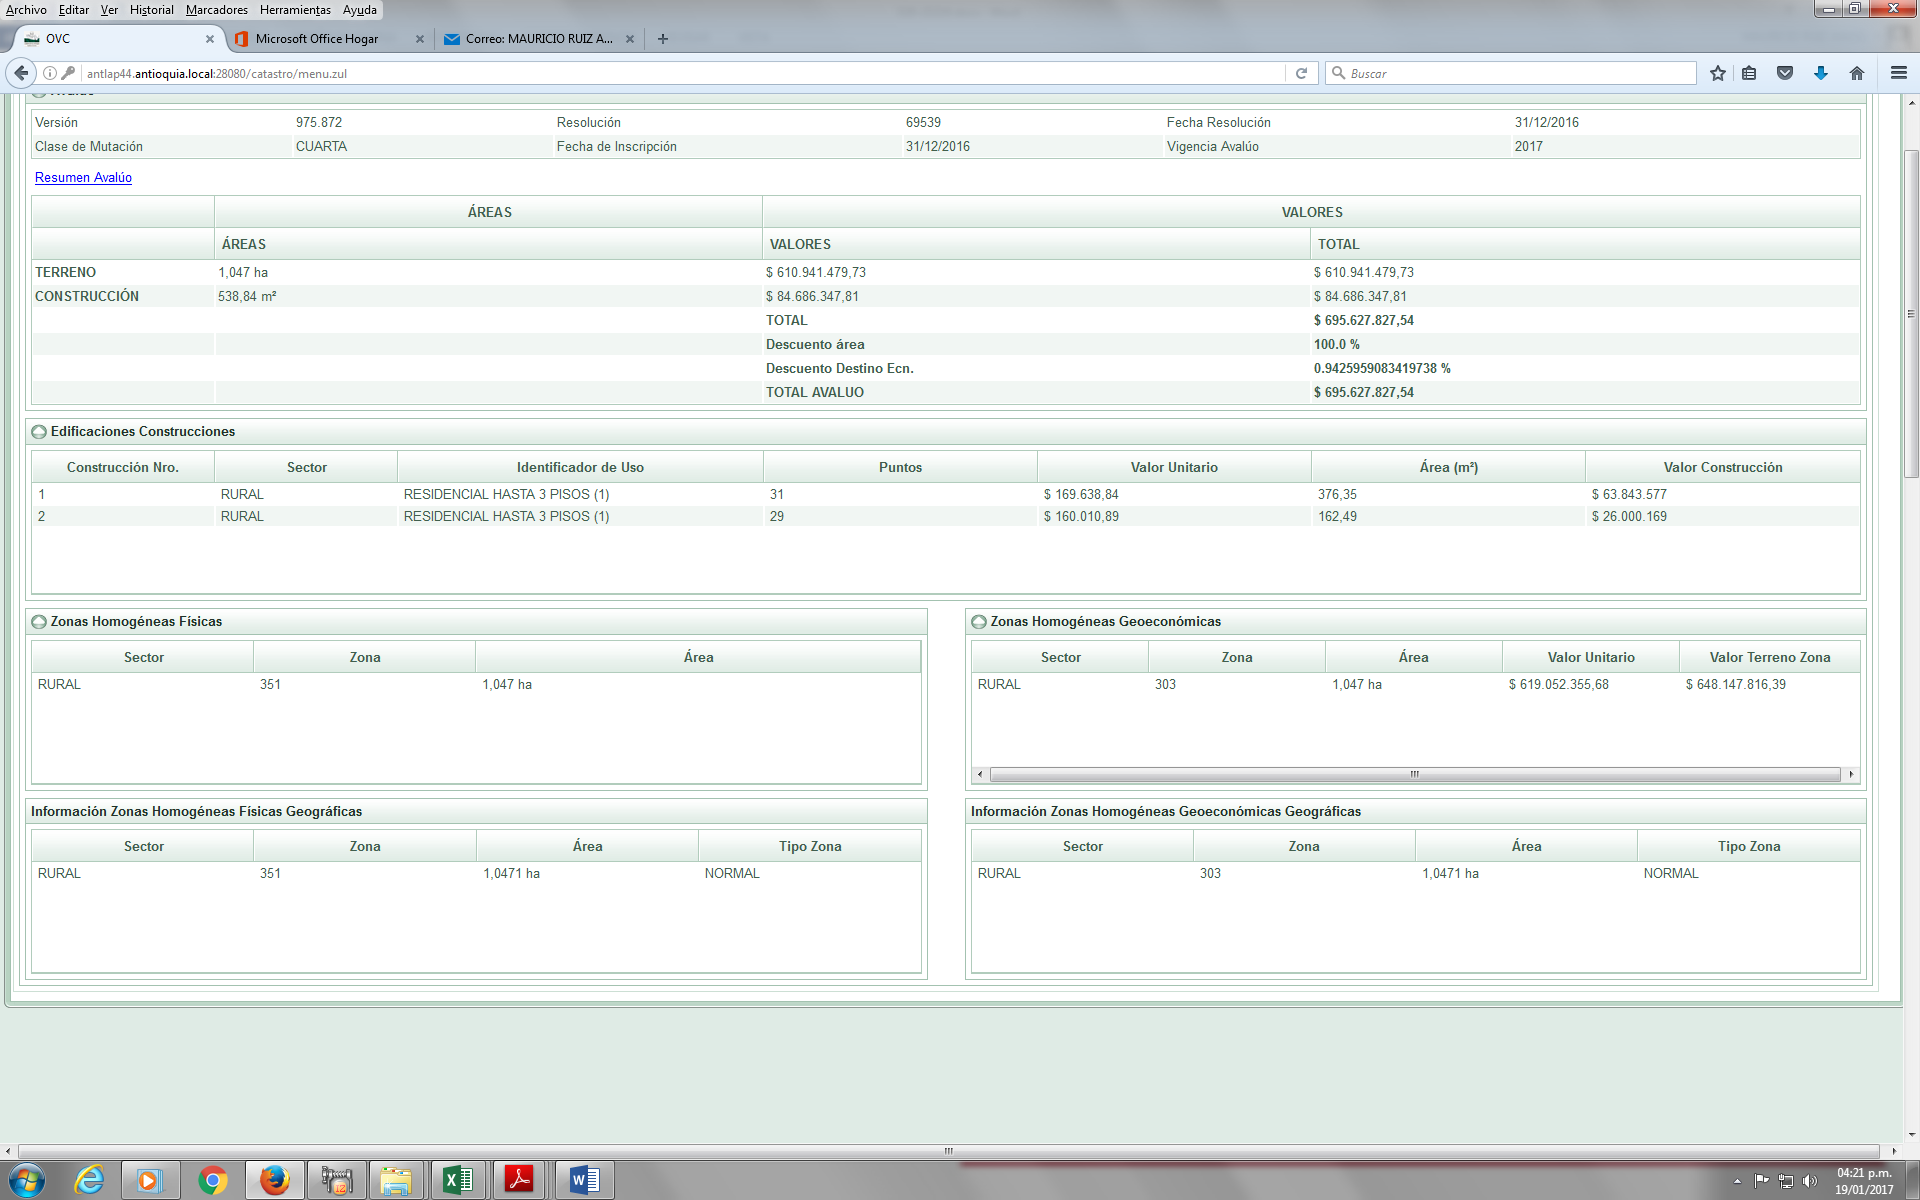 Archivo Editar Ver Historial Marcadores Herramientas Ayuda
OVC Microsoft Office Hogar Correo: MAURICIO RUIZ A...
antlap44.antioquia.local:28080/catastro/menu.zul Buscar
Versión 975.872 Resolución 69539 Fecha Resolución 31/12/2016
Clase de Mutación CUARTA Fecha de Inscripción 31/12/2016 Vigencia Avalúo 2017
Resumen Avalúo
ÁREAS VALORES
ÁREAS VALORES TOTAL
TERRENO 1,047 ha $ 610.941.479,73 $ 610.941.479,73
CONSTRUCCIÓN 538,84 m² $ 84.686.347,81 $ 84.686.347,81
TOTAL $ 695.627.827,54
Descuento área 100.0 %
Descuento Destino Ecn. 0.9425959083419738 %
TOTAL AVALUO $ 695.627.827,54
Edificaciones Construcciones
Construcción Nro. Sector Identificador de Uso Puntos Valor Unitario Área (m²) Valor Construcción
1 RURAL RESIDENCIAL HASTA 3 PISOS (1) 31 $ 169.638,84 376,35 $ 63.843.577
2 RURAL RESIDENCIAL HASTA 3 PISOS (1) 29 $ 160.010,89 162,49 $ 26.000.169
Zonas Homogéneas Físicas
Sector Zona Área
RURAL 351 1,047 ha
Zonas Homogéneas Geoeconómicas
Sector Zona Área Valor Unitario Valor Terreno Zona
RURAL 303 1,047 ha $ 619.052.355,68 $ 648.147.816,39
Información Zonas Homogéneas Físicas Geográficas
Sector Zona Área Tipo Zona
RURAL 351 1,0471 ha NORMAL
Información Zonas Homogéneas Geoeconómicas Geográficas
Sector Zona Área Tipo Zona
RURAL 303 1,0471 ha NORMAL
04:21 p.m.
19/01/2017